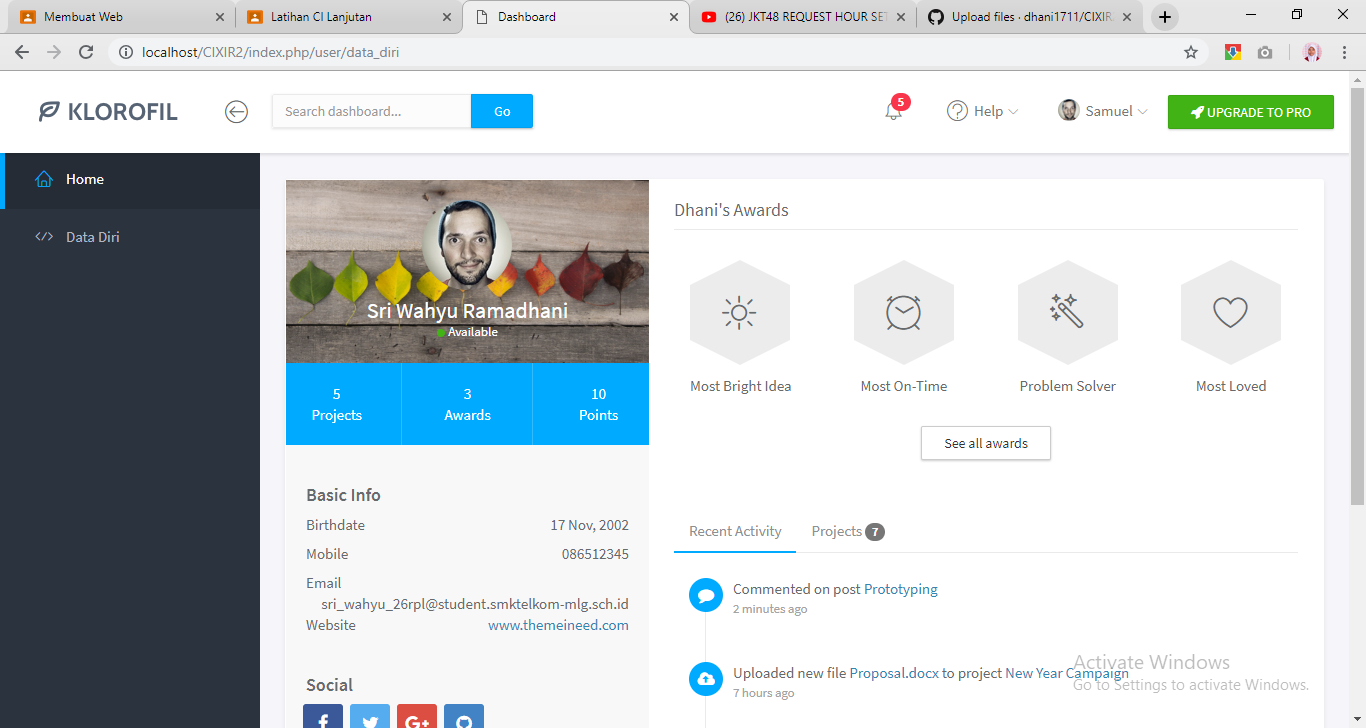 Membuat Web
Latihan CI Lanjutan
Dashboard
(26) JKT48 REQUEST HOUR SET
Upload files · dhani1711/CIXIR
localhost/CIXIR2/index.php/user/data_diri
KLOROFIL
Search dashboard...
Go
5
Help
Samuel
UPGRADE TO PRO
Home
Data Diri
Sri Wahyu Ramadhani
Available
5
Projects
3
Awards
10
Points
Basic Info
Birthdate 17 Nov, 2002
Mobile 086512345
Email
sri_wahyu_26rpl@student.smktelkom-mlg.sch.id
Website www.themeineed.com
Social
Dhani's Awards
Most Bright Idea
Most On-Time
Problem Solver
Most Loved
See all awards
Recent Activity
Projects 7
Commented on post Prototyping
2 minutes ago
Uploaded new file Proposal.docx to project New Year Campaign
7 hours ago
Activate Windows
Go to Settings to activate Windows.